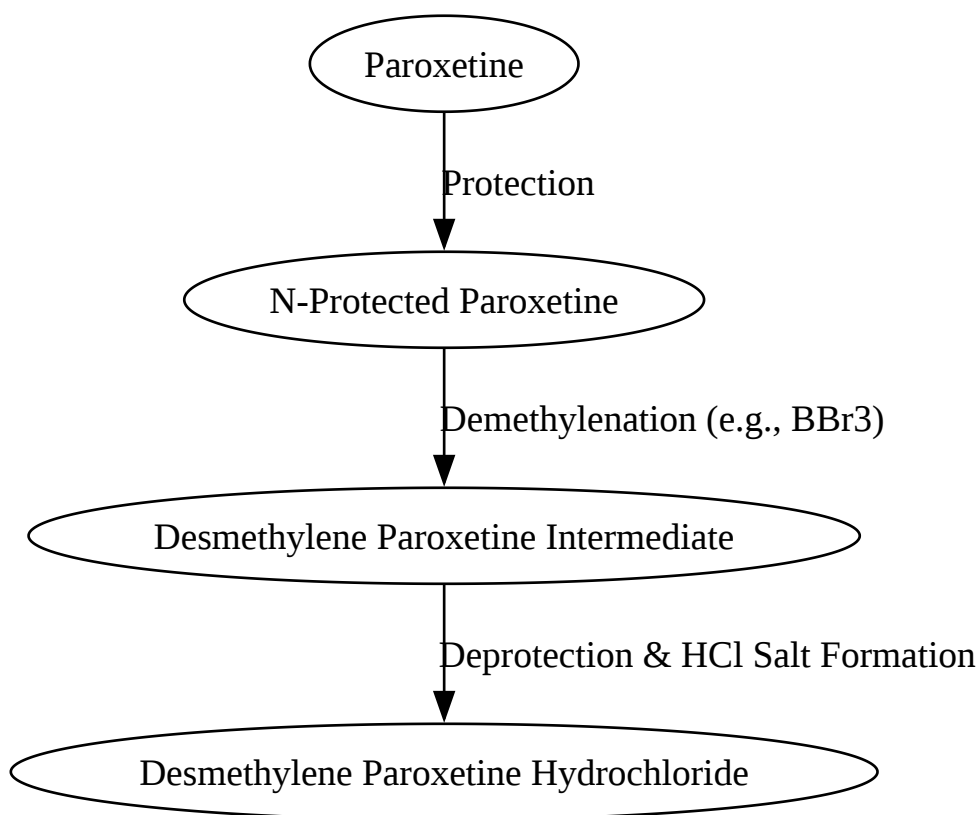 Paroxetine
Protection
N-Protected Paroxetine
Demethylenation (e.g., BBr3)
Desmethylene Paroxetine Intermediate
Deprotection & HCl Salt Formation
Desmethylene Paroxetine Hydrochloride